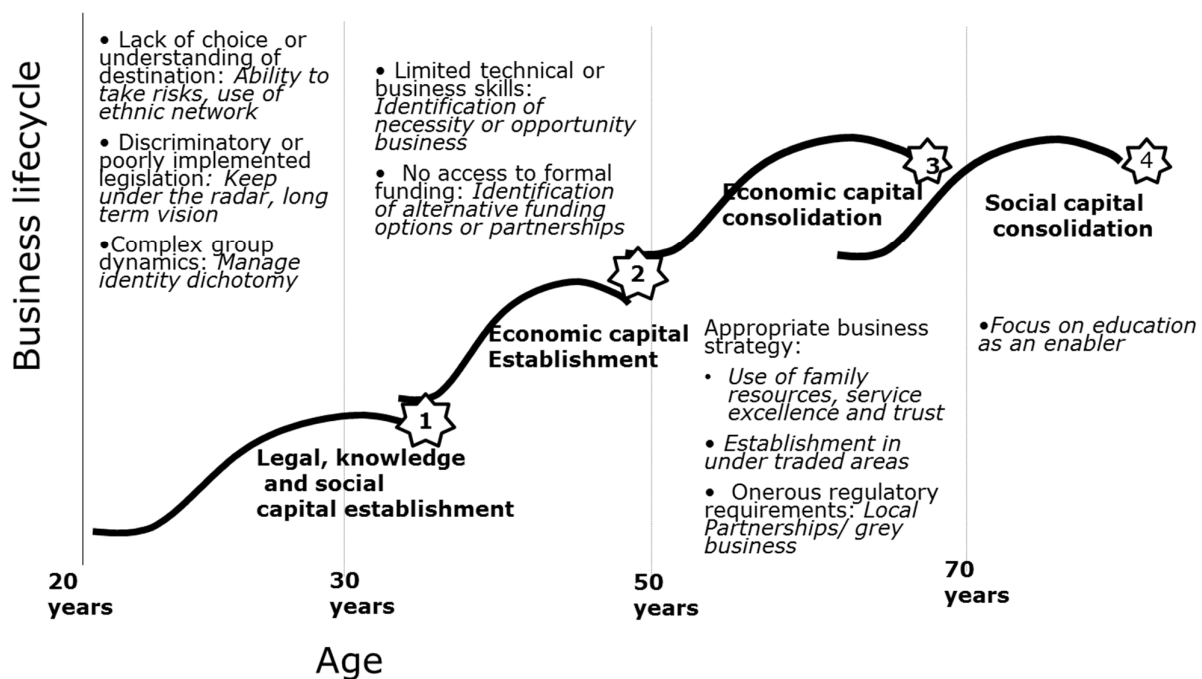 Business lifecycle
• Lack of choice or
understanding of
destination: Ability to
take risks, use of
ethnic network
• Discriminatory or
poorly implemented
legislation: Keep
under the radar, long
term vision
•Complex group
dynamics: Manage
identity dichotomy
• Limited technical or
business skills:
Identification of
necessity or opportunity
business
• No access to formal
funding: Identification
of alternative funding
options or partnerships
1
Legal, knowledge
and social
capital establishment
2
Economic capital
Establishment
3
Economic capital
consolidation
4
Social capital
consolidation
Appropriate business
strategy:
• Use of family
resources, service
excellence and trust
• Establishment in
under traded areas
• Onerous regulatory
requirements: Local
Partnerships/ grey
business
•Focus on education
as an enabler
20
years
30
years
50
years
70
years
Age